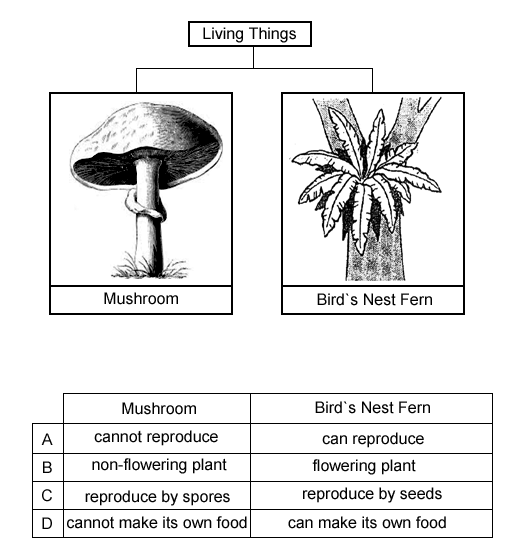 Living Things
Mushroom
Bird`s Nest Fern
Mushroom Bird`s Nest Fern
A cannot reproduce can reproduce
B non-flowering plant flowering plant
C reproduce by spores reproduce by seeds
D cannot make its own food can make its own food